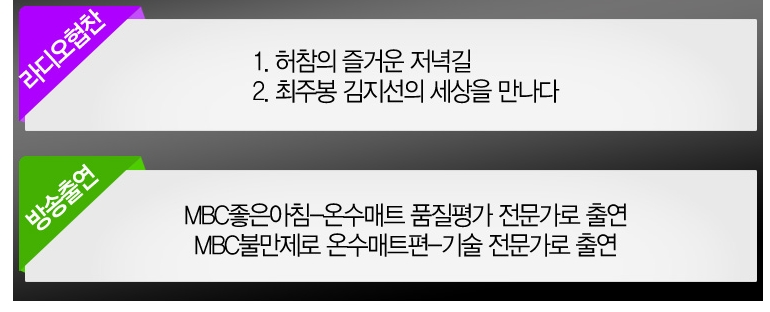 라디오협찬
1. 허참의 즐거운 저녁길
2. 최주봉 김지선의 세상을 만나다
방송출연
MBC좋은아침-온수매트 품질평가 전문가로 출연
MBC불만제로 온수매트편-기술 전문가로 출연